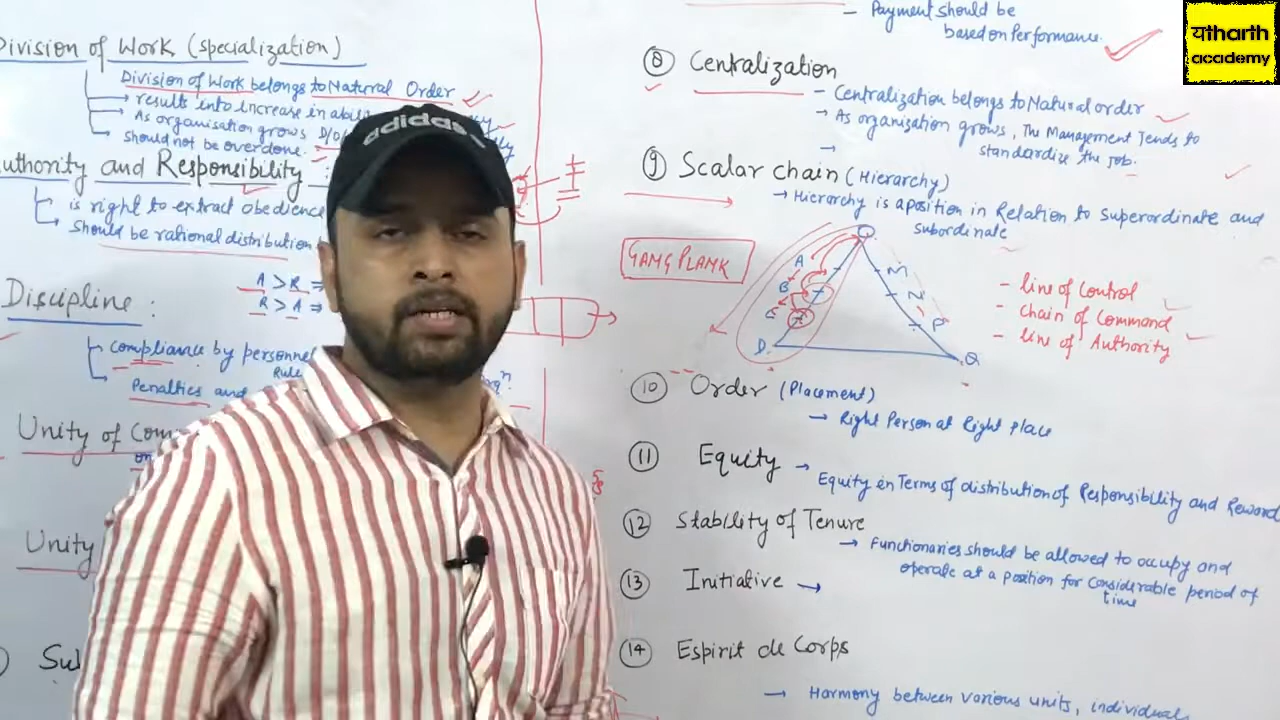 Division of Work (specialization)
Division of Work belongs to Natural Order
results into increase in
As organisation grows
should not be overdone.
Authority and Responsibility :
is right to extract obedience
should be rational distribution
A > R ⇒
R > A ⇒
Discipline :
compliance by personnel
Rule
Penalties and
Unity of Com
Unity
Sub
adidas
यtharth
academy
- Payment should be
based on Performance.
8 Centralization
- Centralization belongs to Natural order
→ As organization grows, The Management Tends to
standardize the job.
→
9 Scalar chain (Hierarchy)
→ Hierarchy is a position in Relation to superordinate and
subordinate
GANG PLANK
A
B
C
D
M
N
P
Q
- line of Control
- chain of Command
- line of Authority
10 Order (Placement)
→ Right Person at Right Place
11 Equity → Equity in Terms of distribution of Responsibility and Reward
12 Stability of Tenure
→ Functionaries should be allowed to occupy and
operate at a position for considerable period of
time
13 Initiative →
14 Espirit de Corps
→ Harmony between various units, individual